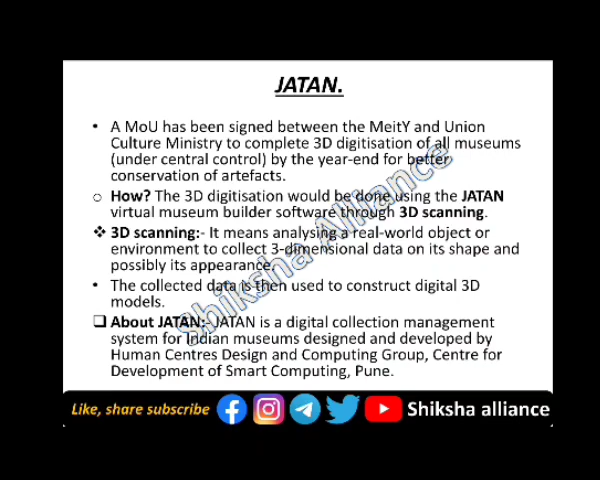 JATAN.
• A MoU has been signed between the MeitY and Union
Culture Ministry to complete 3D digitisation of all museums
(under central control) by the year-end for better
conservation of artefacts.
o How? The 3D digitisation would be done using the JATAN
virtual museum builder software through 3D scanning.
❖ 3D scanning:- It means analysing a real-world object or
environment to collect 3-dimensional data on its shape and
possibly its appearance.
• The collected data is then used to construct digital 3D
models.
❑ About JATAN:- JATAN is a digital collection management
system for Indian museums designed and developed by
Human Centres Design and Computing Group, Centre for
Development of Smart Computing, Pune.
Shiksha Alliance
Like, share subscribe Shiksha alliance